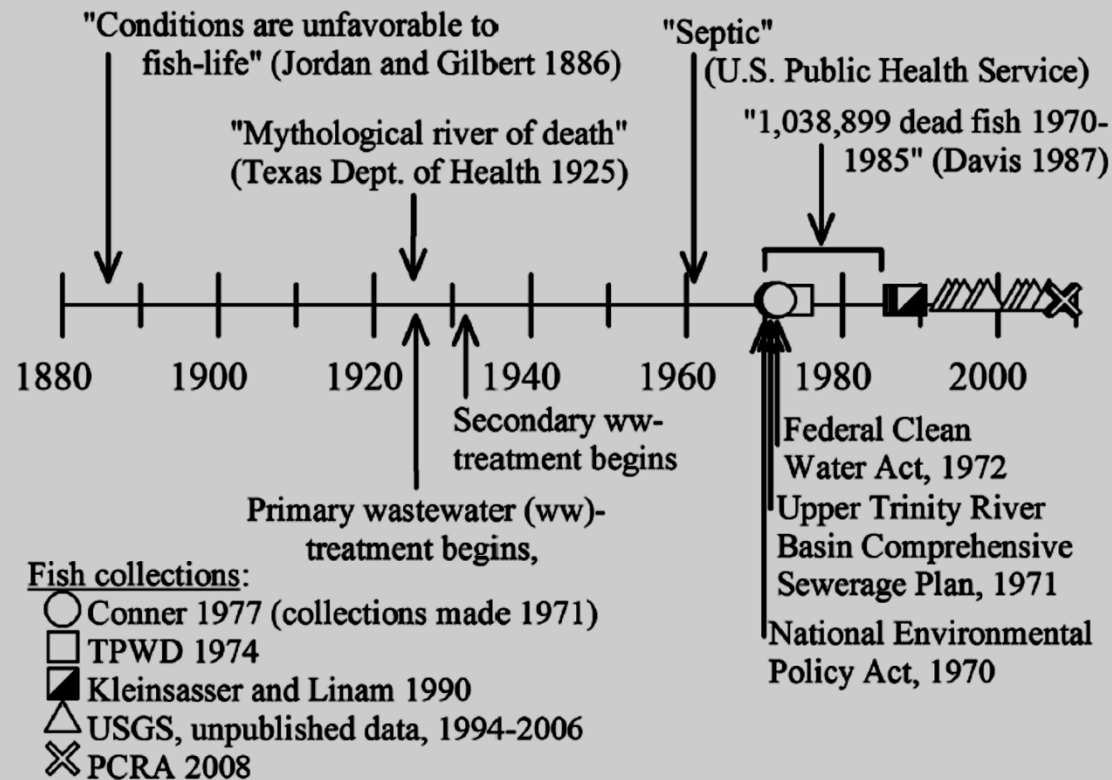 "Conditions are unfavorable to
fish-life" (Jordan and Gilbert 1886)
"Septic"
(U.S. Public Health Service)
"Mythological river of death"
(Texas Dept. of Health 1925)
"1,038,899 dead fish 1970-
1985" (Davis 1987)
1880 1900 1920 1940 1960 1980 2000
Secondary ww-
treatment begins
Primary wastewater (ww)-
treatment begins,
Federal Clean
Water Act, 1972
Upper Trinity River
Basin Comprehensive
Sewerage Plan, 1971
National Environmental
Policy Act, 1970
Fish collections:
Conner 1977 (collections made 1971)
TPWD 1974
Kleinsasser and Linam 1990
USGS, unpublished data, 1994-2006
PCRA 2008